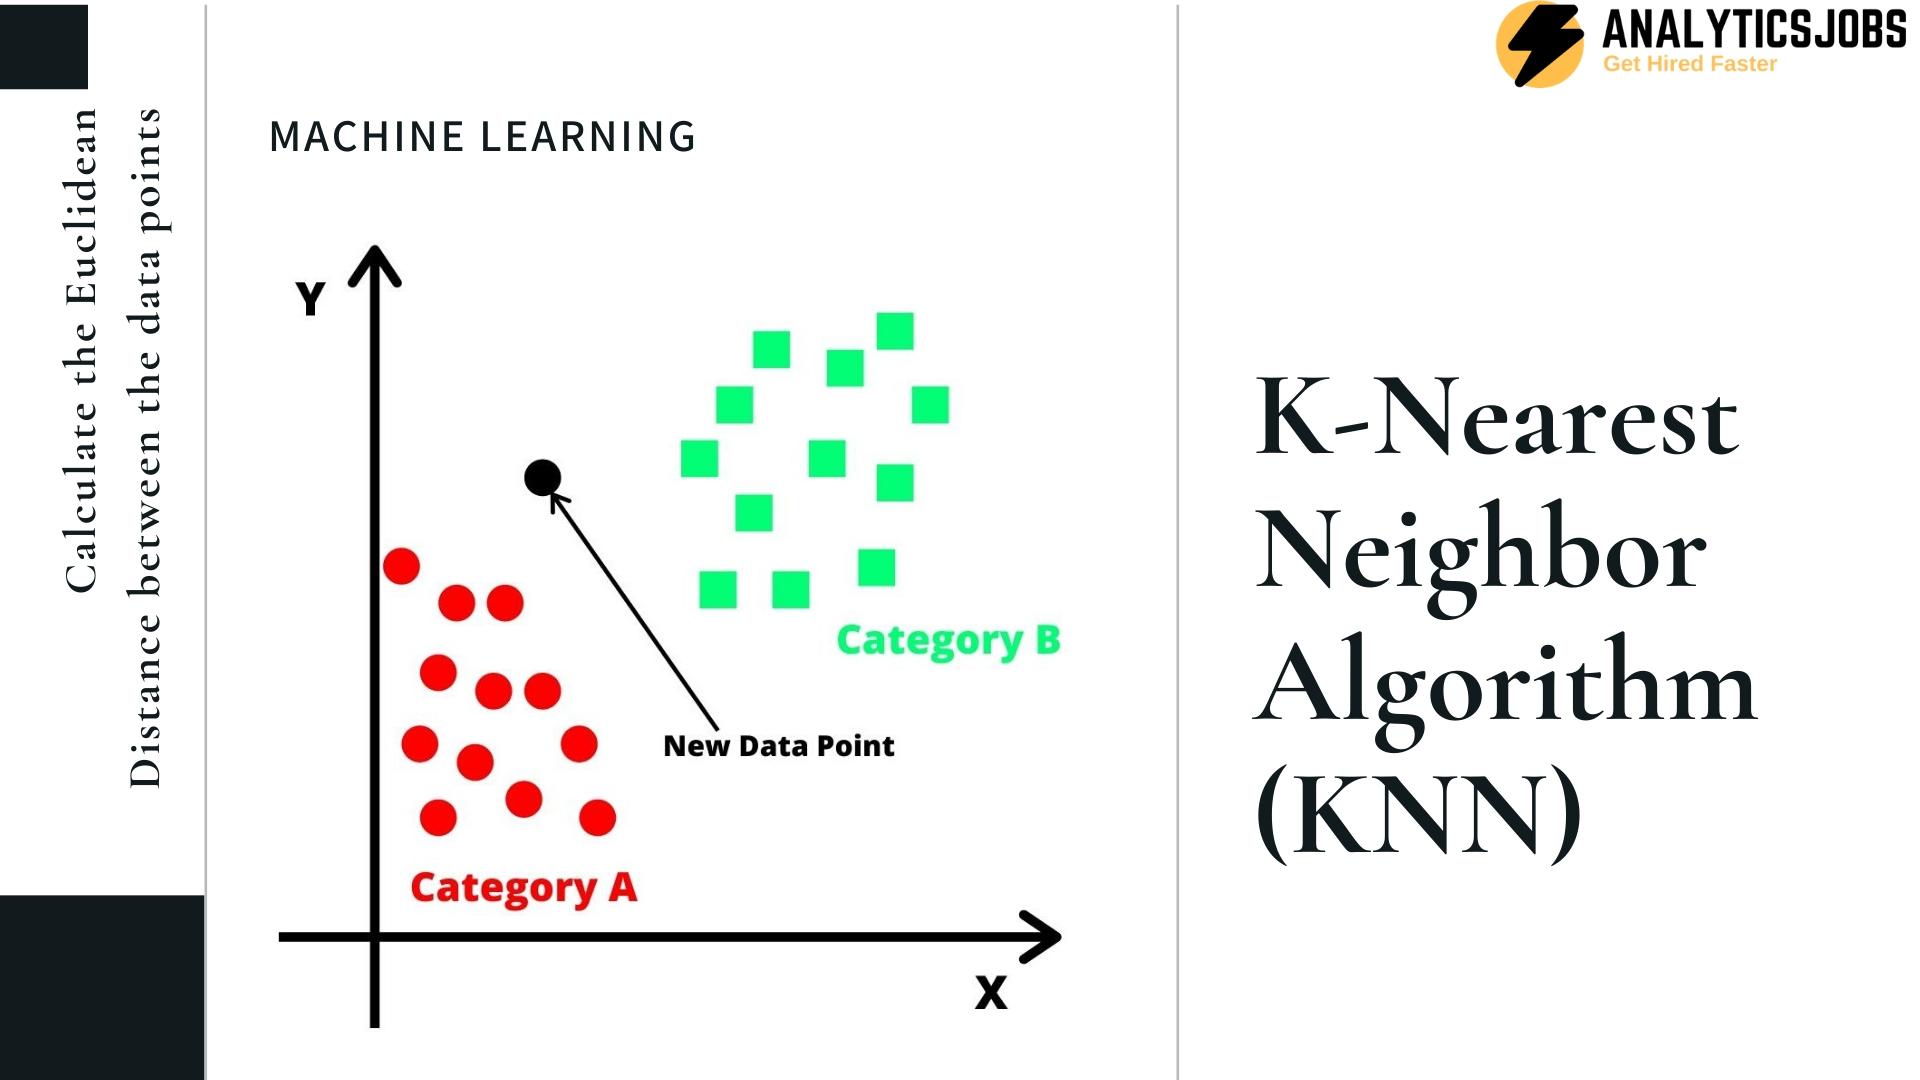 ANALYTICSJOBS
Get Hired Faster
Calculate the Euclidean
Distance between the data points
MACHINE LEARNING
Y
Category B
New Data Point
Category A
X
K-Nearest
Neighbor
Algorithm
(KNN)